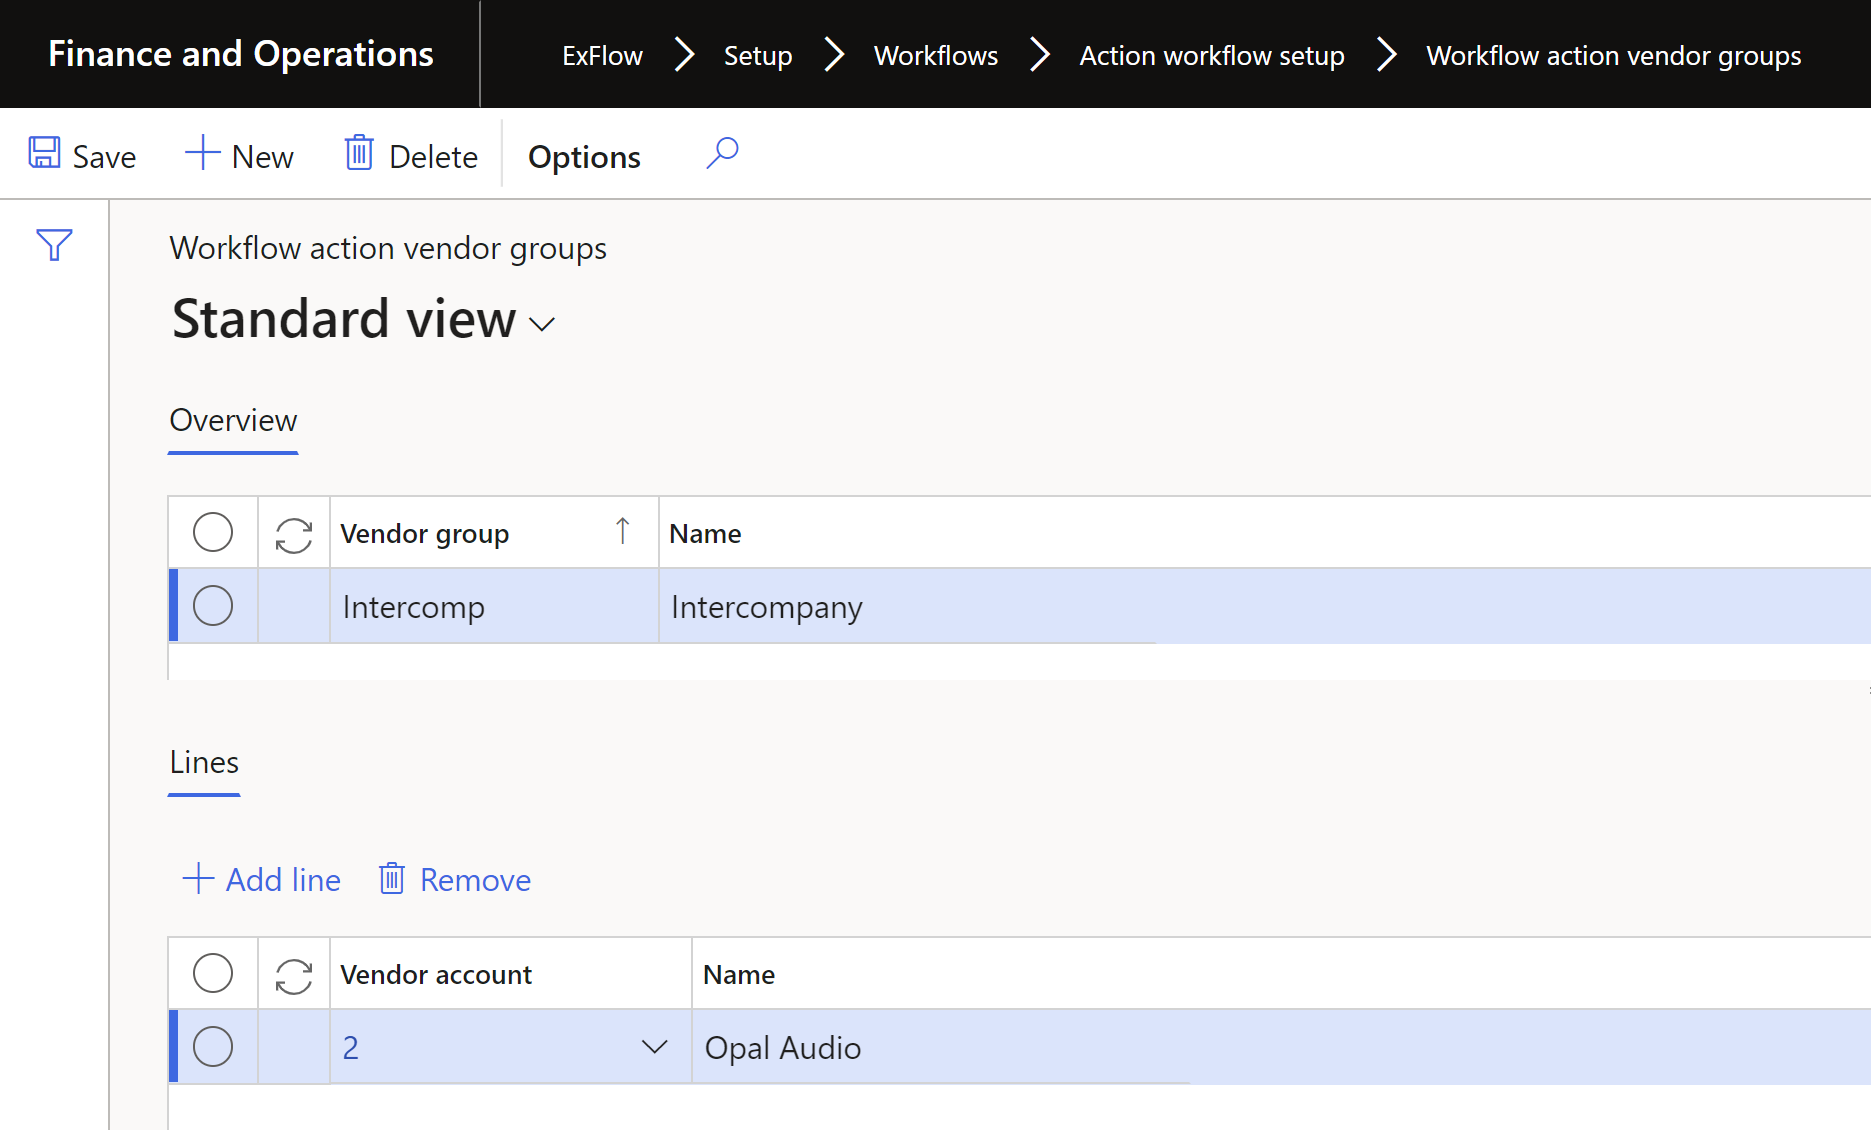 Finance and Operations
ExFlow Setup Workflows Action workflow setup Workflow action vendor groups
Save New Delete Options
Workflow action vendor groups
Standard view
Overview
Vendor group Name
Intercomp Intercompany
Lines
Add line Remove
Vendor account Name
2 Opal Audio